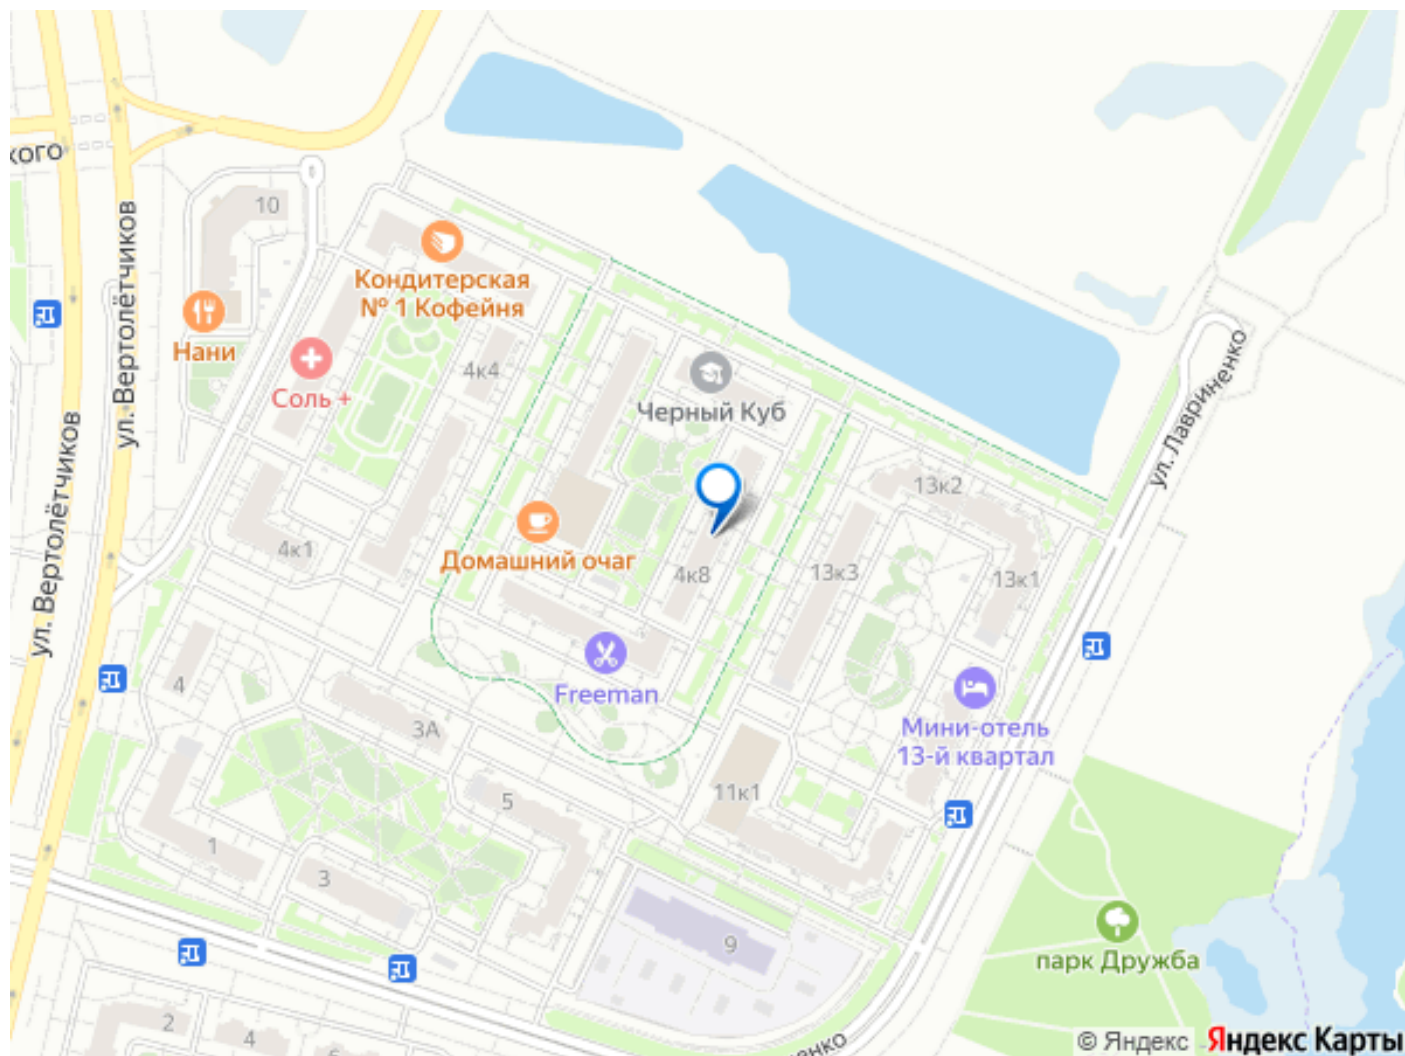 кого
10
ул. Вертолётчиков
ул. Вертолётчиков
Кондитерская
№ 1 Кофейня
Нани
Соль +
4к4
Черный Куб
ул. Лавриненко
13к2
4к1
Домашний очаг
4к8
13к3
13к1
Freeman
4
3А
Мини-отель
13-й квартал
11к1
5
1
3
9
парк Дружба
2
4
енко
© Яндекс
Яндекс Карты